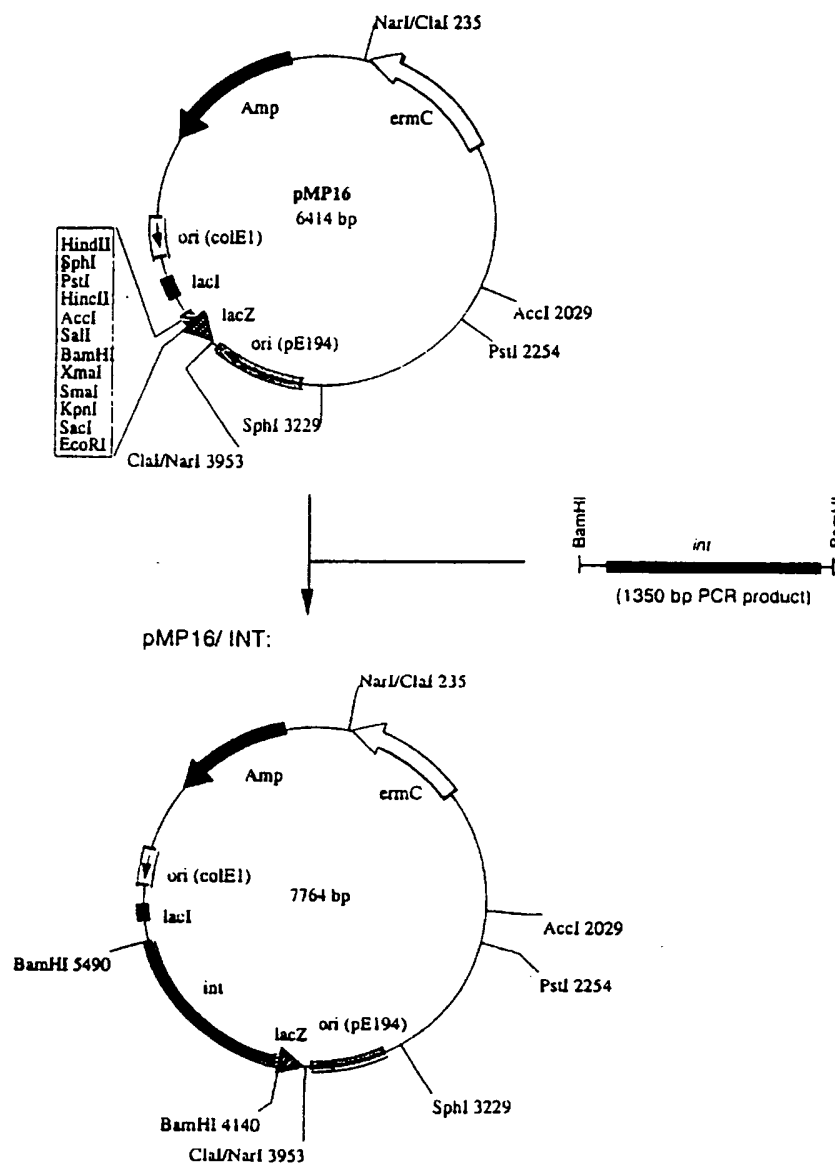 NarI/ClaI 235
Amp
ermC
pMP16
6414 bp
ori (colE1)
HindII
SphI
PstI
HincII
AccI
SalI
BamHI
XmaI
SmaI
KpnI
SacI
EcoRI
lacI
lacZ
ori (pE194)
AccI 2029
PstI 2254
SphI 3229
ClaI/NarI 3953
BamHI
int
BamHI
(1350 bp PCR product)
pMP16/ INT:
NarI/ClaI 235
Amp
ermC
ori (colE1)
7764 bp
lacI
AccI 2029
BamHI 5490
PstI 2254
int
lacZ
ori (pE194)
SphI 3229
BamHI 4140
ClaI/NarI 3953